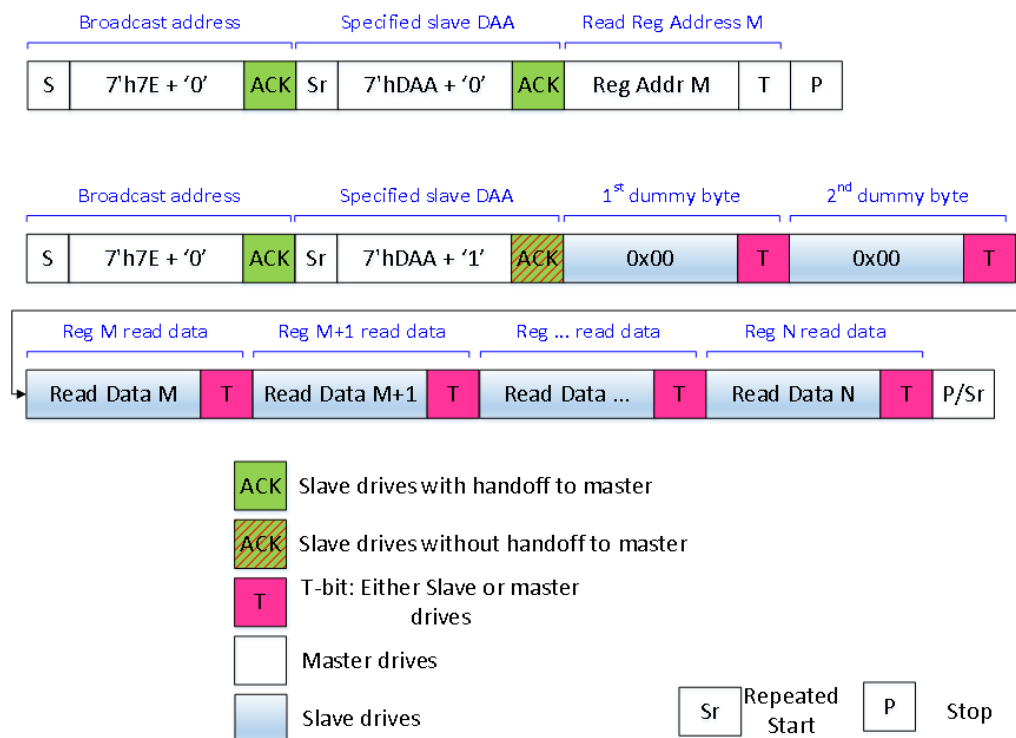 Broadcast address Specified slave DAA Read Reg Address M
S 7'h7E + ‘0’ ACK Sr 7'hDAA + ‘0’ ACK Reg Addr M T P
Broadcast address Specified slave DAA 1st dummy byte 2nd dummy byte
S 7'h7E + ‘0’ ACK Sr 7'hDAA + ‘1’ ACK 0x00 T 0x00 T
Reg M read data Reg M+1 read data Reg ... read data Reg N read data
Read Data M T Read Data M+1 T Read Data ... T Read Data N T P/Sr
ACK Slave drives with handoff to master
ACK Slave drives without handoff to master
T T-bit: Either Slave or master
drives
Master drives
Slave drives
Sr Repeated
Start
P Stop